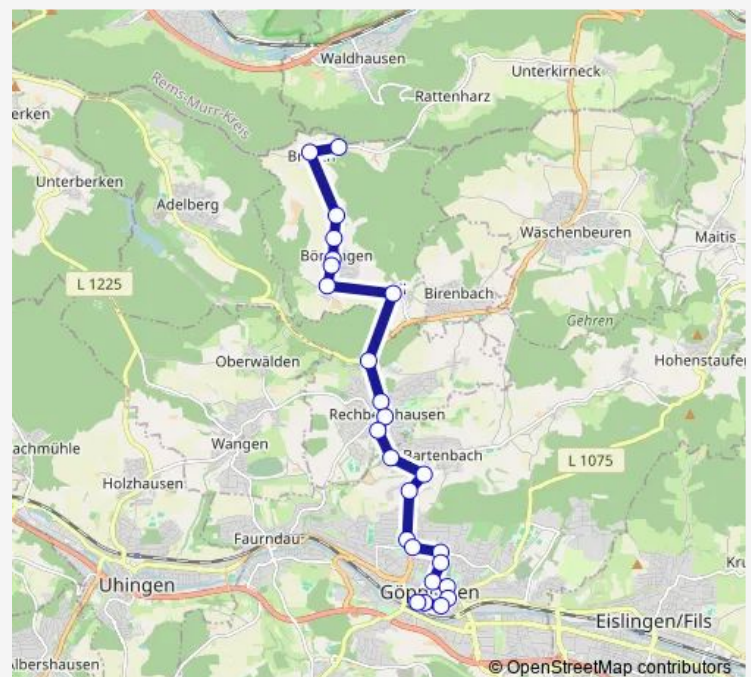 Waldhausen
Unterkirneck
Rems-Murr-Kreis
Rattenharz
erken
Unterberken
Adelberg
Wäschenbeuren
Maitis
L 1225
Birenbach
Gehren
Oberwälden
Hohenstaufe
Wangen
achmühle
Bartenbach
L 1075
Holzhausen
Faurndau
Uhingen
Eislingen/Fils
Albershausen
© OpenStreetMap contributors